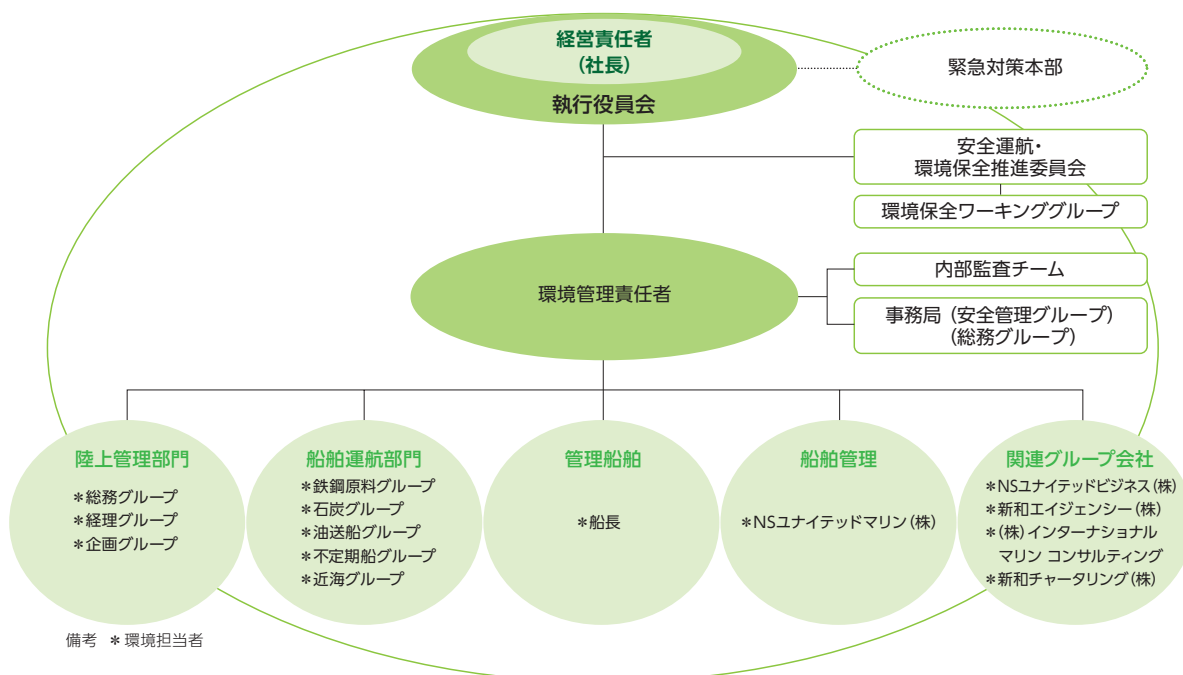 経営責任者
(社長)
執行役員会
緊急対策本部
安全運航・
環境保全推進委員会
環境保全ワーキンググループ
環境管理責任者
内部監査チーム
事務局 (安全管理グループ)
(総務グループ)
陸上管理部門
＊総務グループ
＊経理グループ
＊企画グループ
船舶運航部門
＊鉄鋼原料グループ
＊石炭グループ
＊油送船グループ
＊不定期船グループ
＊近海グループ
管理船舶
＊船長
船舶管理
＊NSユナイテッドマリン(株)
関連グループ会社
＊NSユナイテッドビジネス(株)
＊新和エイジェンシー(株)
＊(株)インターナショナル
マリン コンサルティング
＊新和チャータリング(株)
備考 ＊環境担当者